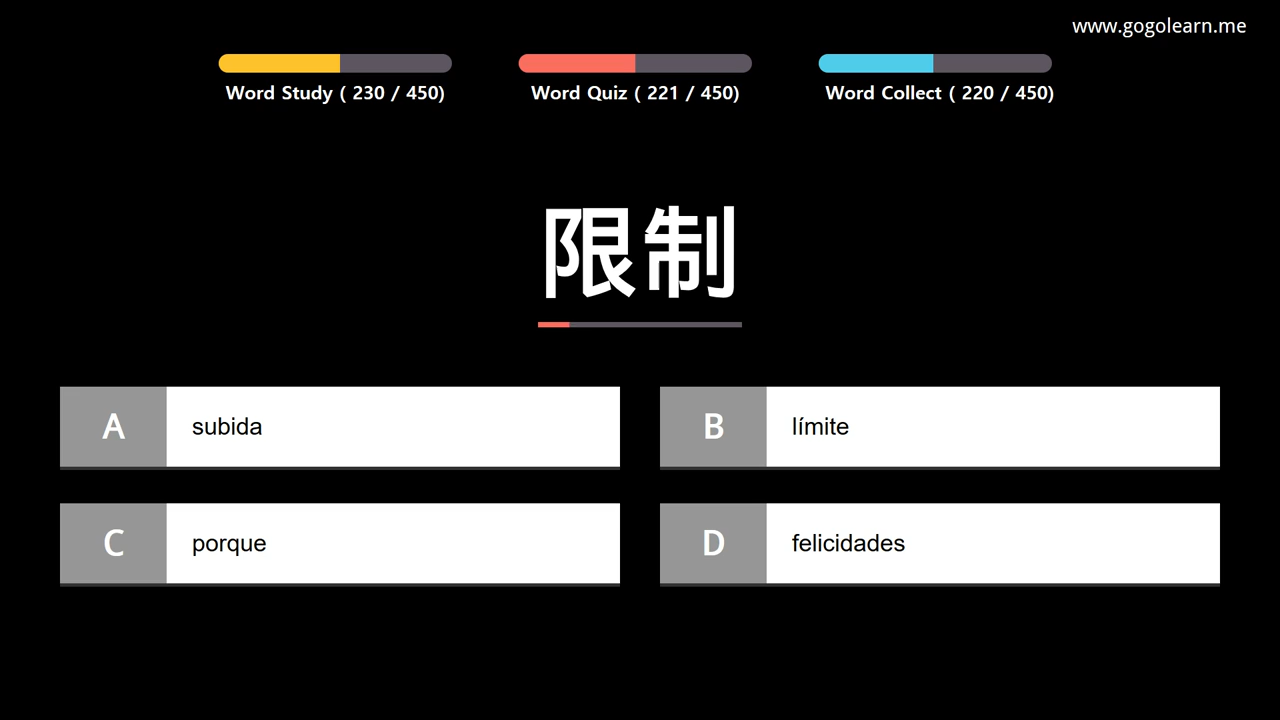 www.gogolearn.me
Word Study ( 230 / 450)
Word Quiz ( 221 / 450)
Word Collect ( 220 / 450)
限制
A subida
B límite
C porque
D felicidades